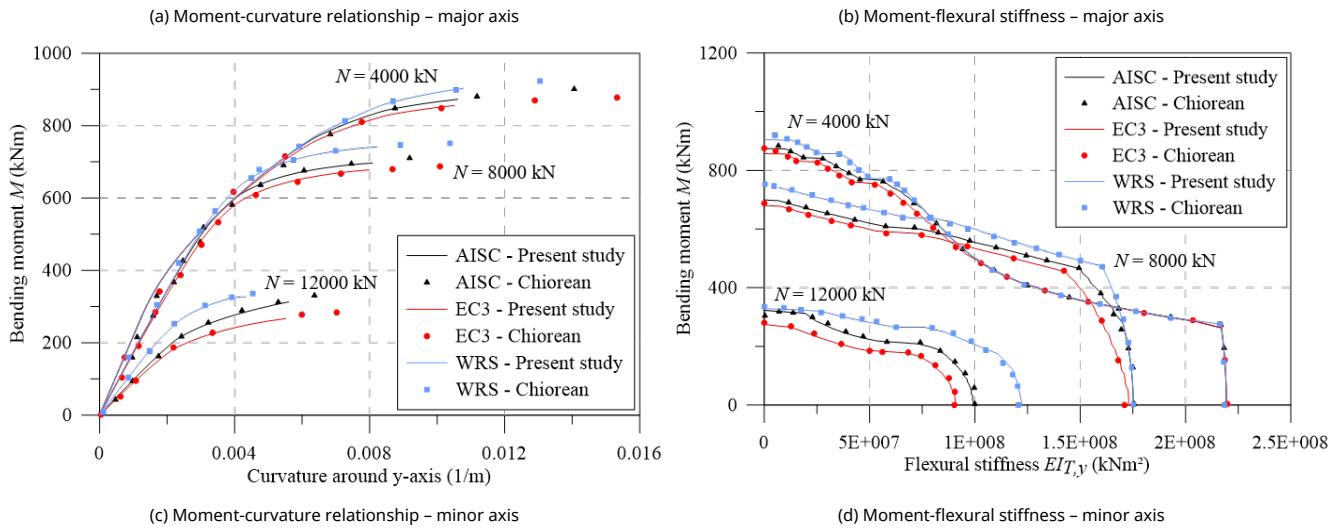 (a) Moment-curvature relationship – major axis
(b) Moment-flexural stiffness – major axis
1000
800
600
400
200
0
Bending moment M (kNm)
N = 4000 kN
N = 8000 kN
N = 12000 kN
AISC - Present study
AISC - Chiorean
EC3 - Present study
EC3 - Chiorean
WRS - Present study
WRS - Chiorean
0
0.004
0.008
0.012
0.016
Curvature around y-axis (1/m)
1200
800
400
0
Bending moment M (kNm)
N = 4000 kN
N = 12000 kN
N = 8000 kN
AISC - Present study
AISC - Chiorean
EC3 - Present study
EC3 - Chiorean
WRS - Present study
WRS - Chiorean
0
5E+007
1E+008
1.5E+008
2E+008
2.5E+008
Flexural stiffness EIT,y (kNm²)
(c) Moment-curvature relationship – minor axis
(d) Moment-flexural stiffness – minor axis